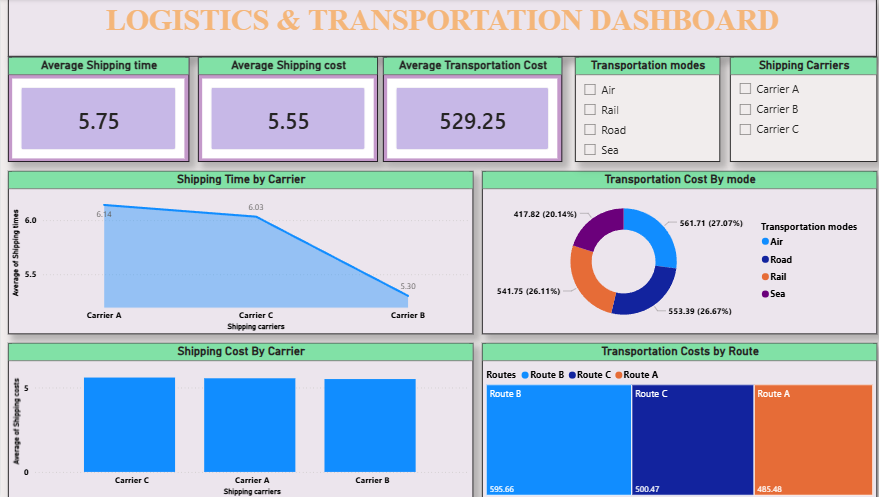 LOGISTICS & TRANSPORTATION DASHBOARD
Average Shipping time
5.75
Average Shipping cost
5.55
Average Transportation Cost
529.25
Transportation modes
Air
Rail
Road
Sea
Shipping Carriers
Carrier A
Carrier B
Carrier C
Shipping Time by Carrier
Average of Shipping times
6.0
5.5
6.14
6.03
5.30
Carrier A
Carrier C
Carrier B
Shipping carriers
Transportation Cost By mode
417.82 (20.14%)
561.71 (27.07%)
541.75 (26.11%)
553.39 (26.67%)
Transportation modes
Air
Road
Rail
Sea
Shipping Cost By Carrier
Average of Shipping costs
5
0
Carrier C
Carrier A
Carrier B
Shipping carriers
Transportation Costs by Route
Routes Route B Route C Route A
Route B
595.66
Route C
500.47
Route A
485.48